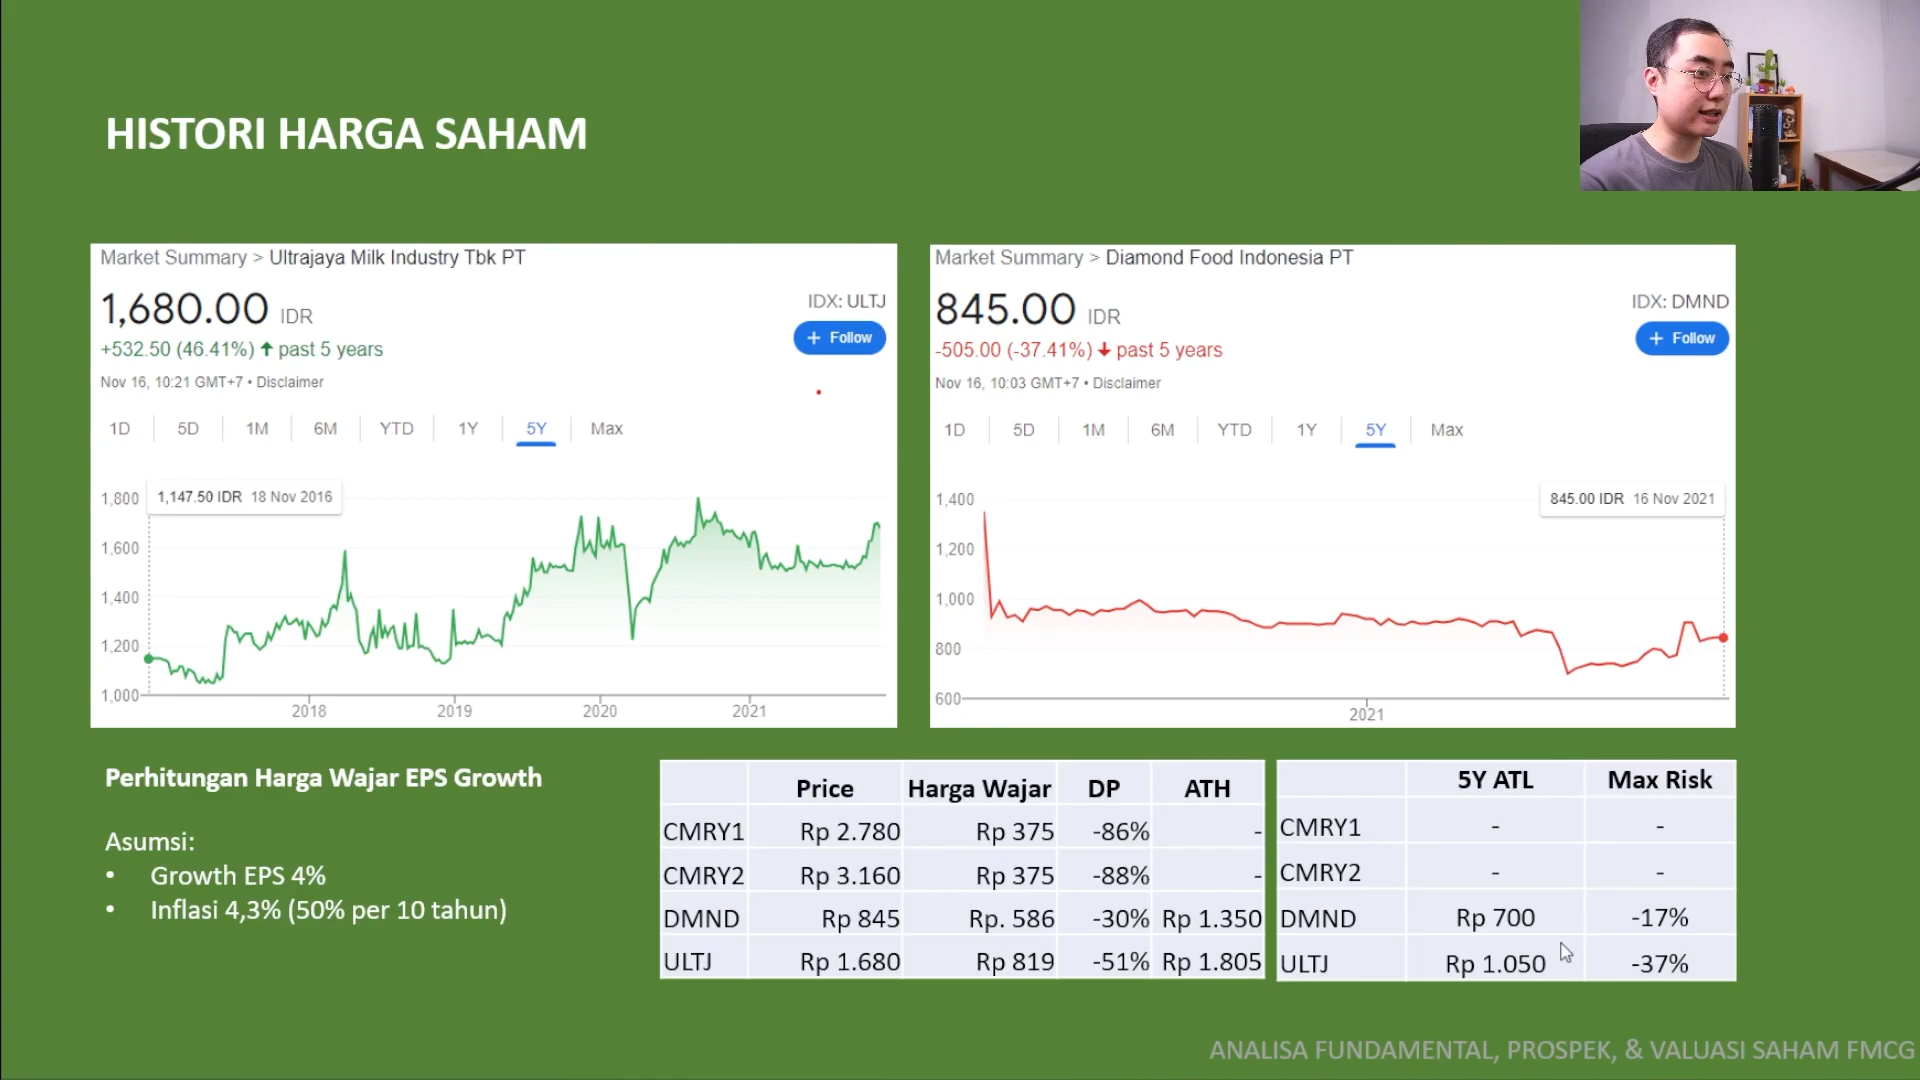 HISTORI HARGA SAHAM
Market Summary > Ultrajaya Milk Industry Tbk PT
1,680.00 IDR
IDX: ULTJ
+ Follow
+532.50 (46.41%) ↑ past 5 years
Nov 16, 10:21 GMT+7 • Disclaimer
1D 5D 1M 6M YTD 1Y 5Y Max
1,147.50 IDR 18 Nov 2016
1,800
1,600
1,400
1,200
1,000
2018 2019 2020 2021
Market Summary > Diamond Food Indonesia PT
845.00 IDR
IDX: DMND
+ Follow
-505.00 (-37.41%) ↓ past 5 years
Nov 16, 10:03 GMT+7 • Disclaimer
1D 5D 1M 6M YTD 1Y 5Y Max
845.00 IDR 16 Nov 2021
1,400
1,200
1,000
800
600
2021
Perhitungan Harga Wajar EPS Growth
Asumsi:
• Growth EPS 4%
• Inflasi 4,3% (50% per 10 tahun)
Price Harga Wajar DP ATH
CMRY1 Rp 2.780 Rp 375 -86% -
CMRY2 Rp 3.160 Rp 375 -88% -
DMND Rp 845 Rp. 586 -30% Rp 1.350
ULTJ Rp 1.680 Rp 819 -51% Rp 1.805
5Y ATL Max Risk
CMRY1 - -
CMRY2 - -
DMND Rp 700 -17%
ULTJ Rp 1.050 -37%
ANALISA FUNDAMENTAL, PROSPEK, & VALUASI SAHAM FMCG